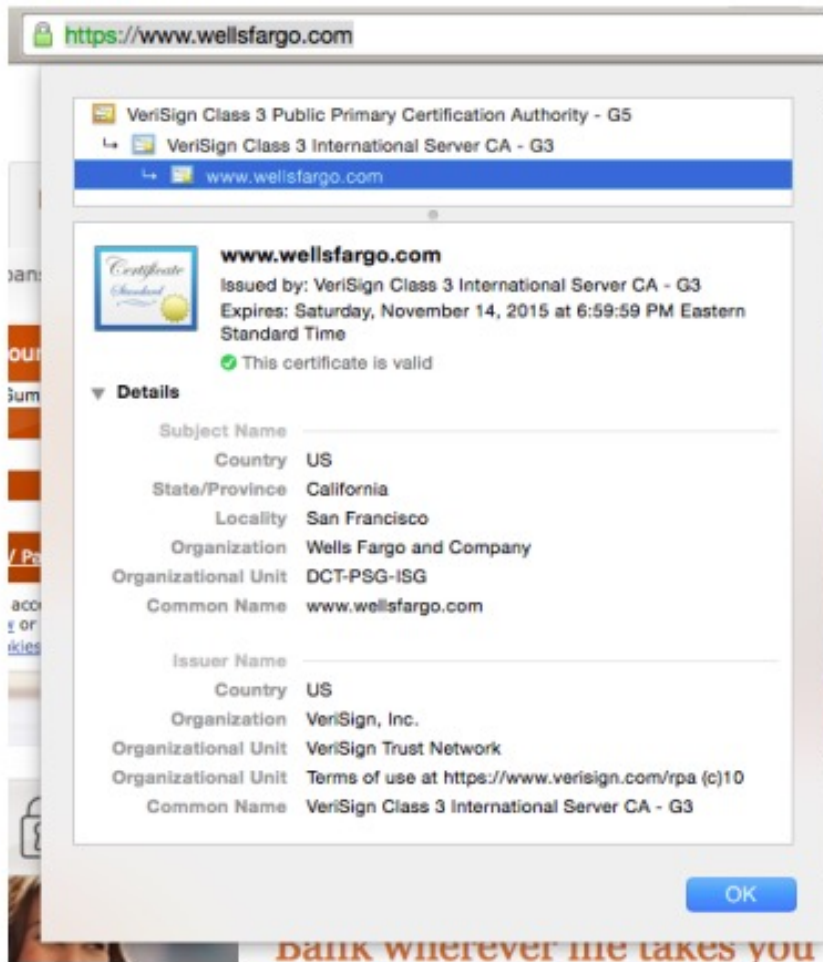 https://www.wellsfargo.com
VeriSign Class 3 Public Primary Certification Authority - G5
VeriSign Class 3 International Server CA - G3
www.wellsfargo.com
Certificate
Standard
www.wellsfargo.com
Issued by: VeriSign Class 3 International Server CA - G3
Expires: Saturday, November 14, 2015 at 6:59:59 PM Eastern
Standard Time
This certificate is valid
Details
Subject Name
Country US
State/Province California
Locality San Francisco
Organization Wells Fargo and Company
Organizational Unit DCT-PSG-ISG
Common Name www.wellsfargo.com
Issuer Name
Country US
Organization VeriSign, Inc.
Organizational Unit VeriSign Trust Network
Organizational Unit Terms of use at https://www.verisign.com/rpa (c)10
Common Name VeriSign Class 3 International Server CA - G3
OK
Bank wherever life takes you